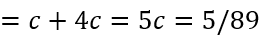 = c + 4c = 5c = 5/89